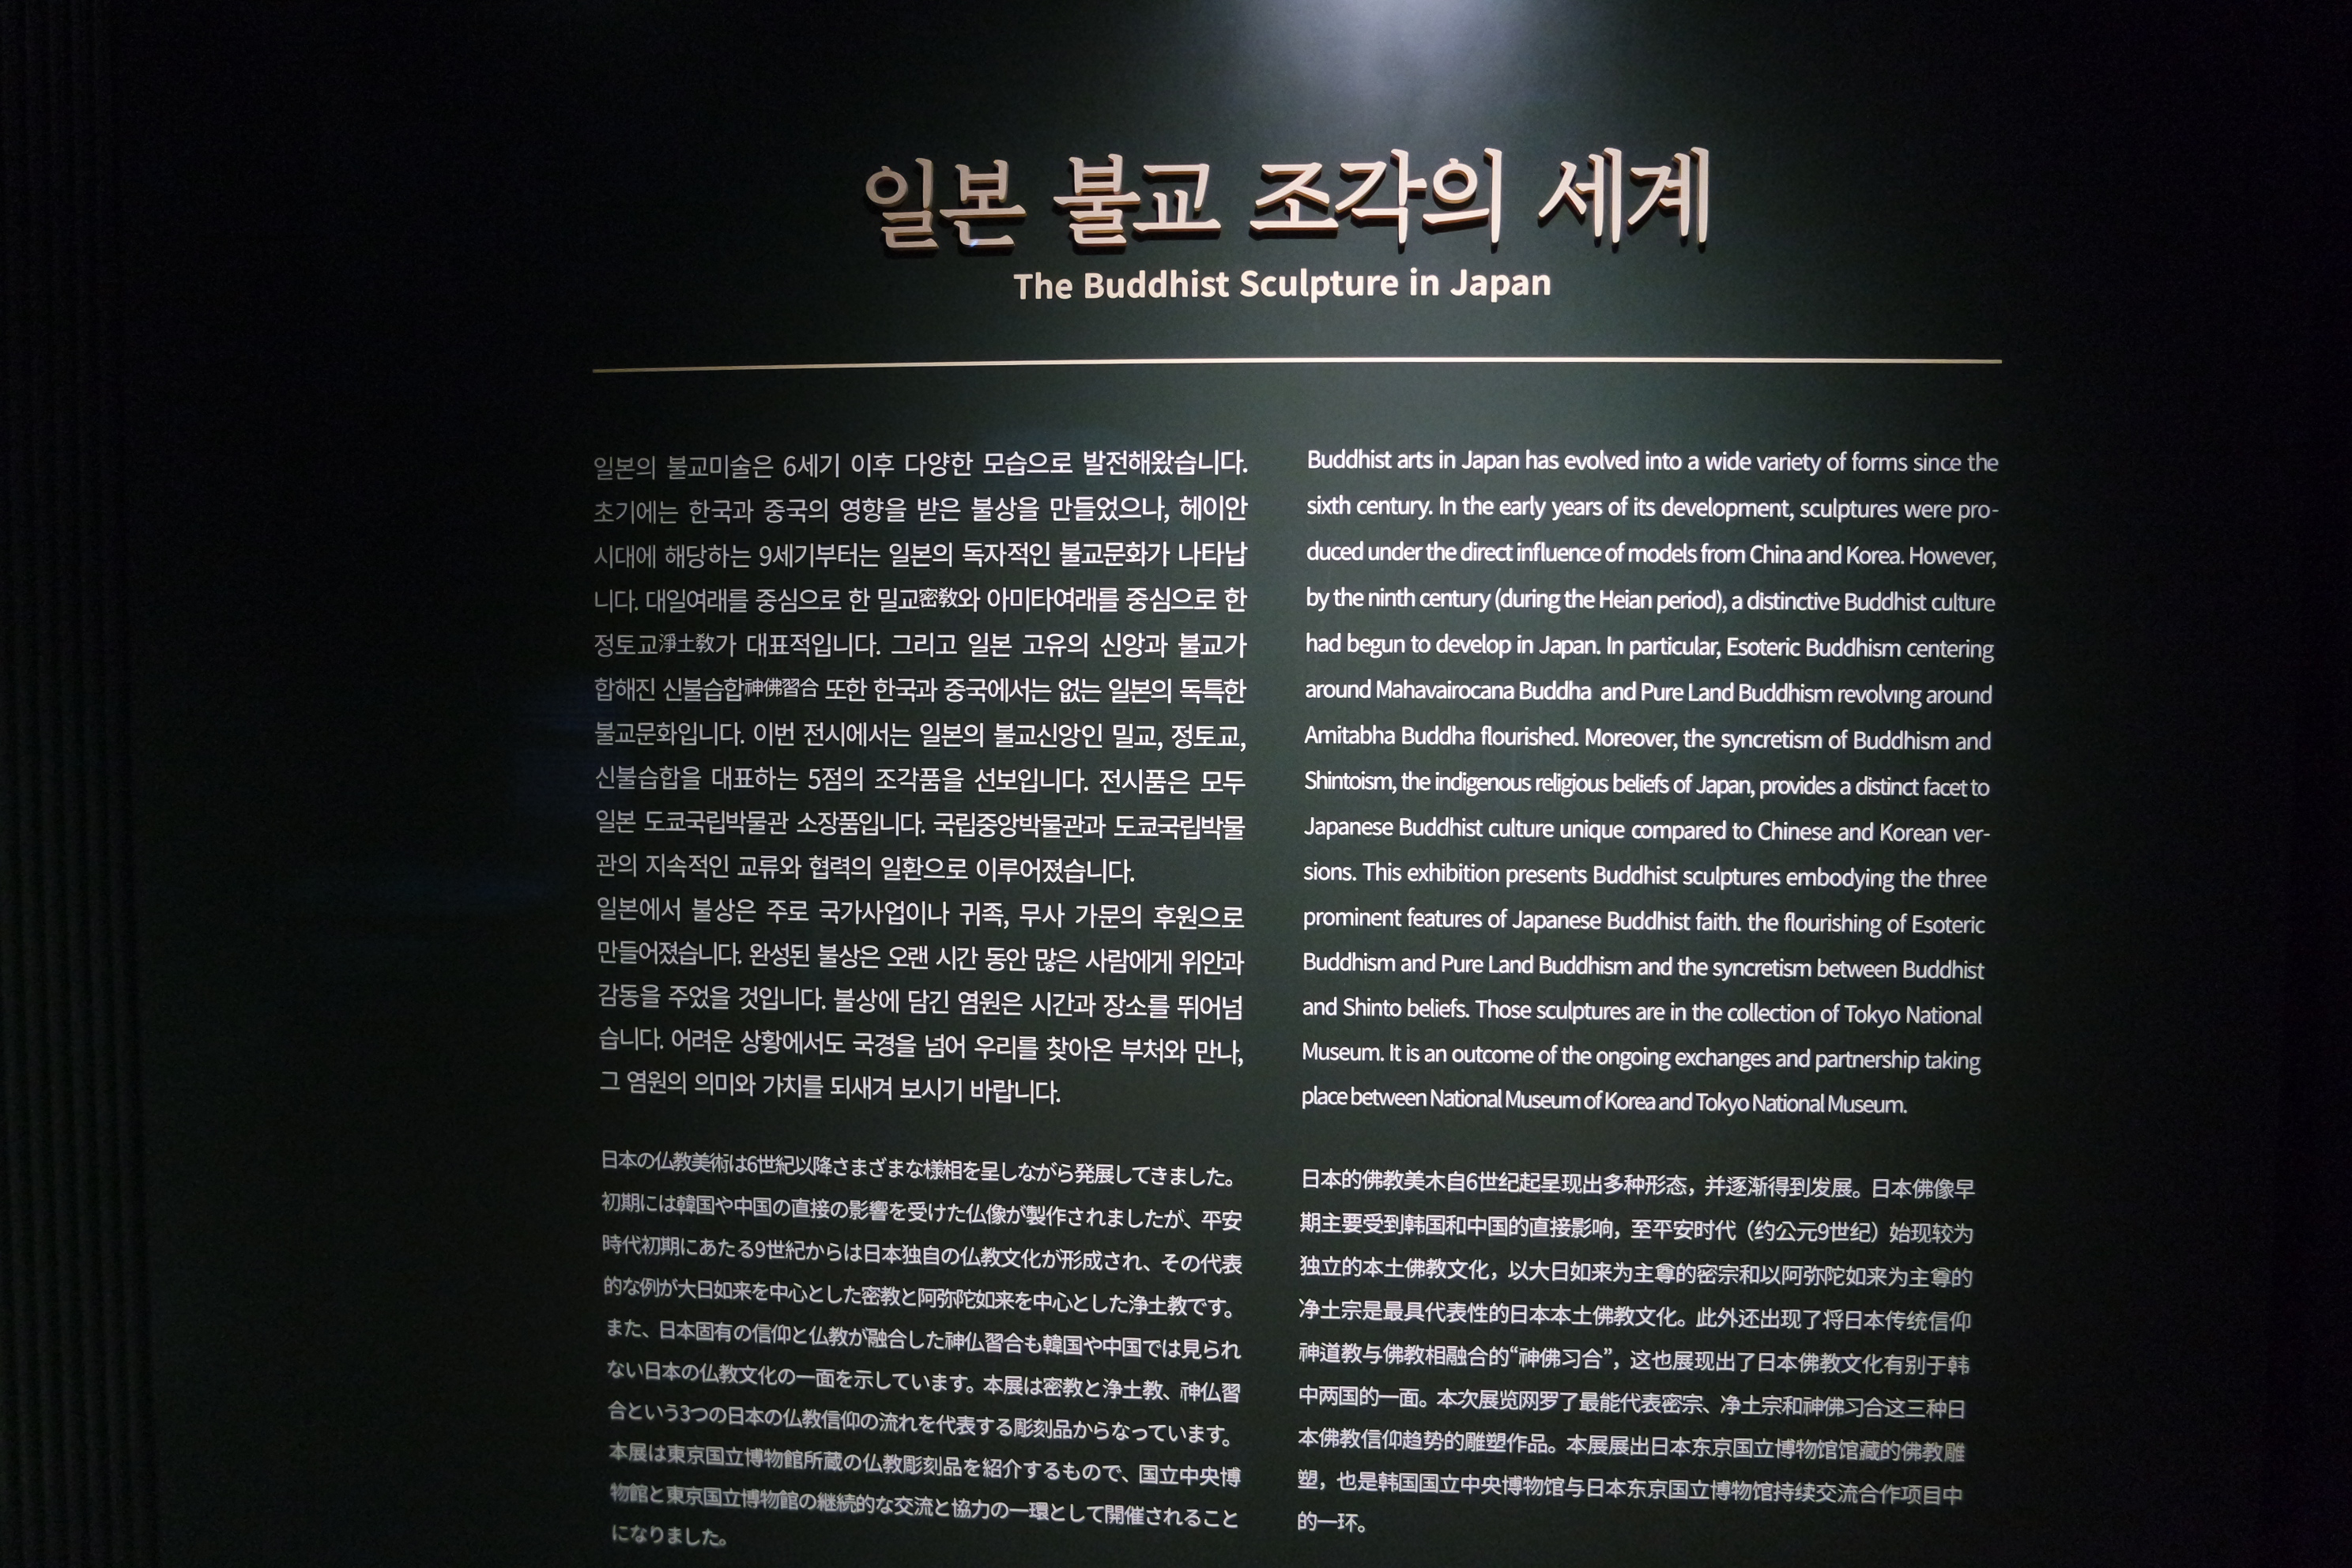 일본 불교 조각의 세계
The Buddhist Sculpture in Japan
일본의 불교미술은 6세기 이후 다양한 모습으로 발전해왔습니다.
초기에는 한국과 중국의 영향을 받은 불상을 만들었으나, 헤이안
시대에 해당하는 9세기부터는 일본의 독자적인 불교문화가 나타납
니다. 대일여래를 중심으로 한 밀교密敎와 아미타여래를 중심으로 한
정토교淨土敎가 대표적입니다. 그리고 일본 고유의 신앙과 불교가
합해진 신불습합神佛習合 또한 한국과 중국에서는 없는 일본의 독특한
불교문화입니다. 이번 전시에서는 일본의 불교신앙인 밀교, 정토교,
신불습합을 대표하는 5점의 조각품을 선보입니다. 전시품은 모두
일본 도쿄국립박물관 소장품입니다. 국립중앙박물관과 도쿄국립박물
관의 지속적인 교류와 협력의 일환으로 이루어졌습니다.
일본에서 불상은 주로 국가사업이나 귀족, 무사 가문의 후원으로
만들어졌습니다. 완성된 불상은 오랜 시간 동안 많은 사람에게 위안과
감동을 주었을 것입니다. 불상에 담긴 염원은 시간과 장소를 뛰어넘
습니다. 어려운 상황에서도 국경을 넘어 우리를 찾아온 부처와 만나,
그 염원의 의미와 가치를 되새겨 보시기 바랍니다.
Buddhist arts in Japan has evolved into a wide variety of forms since the
sixth century. In the early years of its development, sculptures were pro-
duced under the direct influence of models from China and Korea. However,
by the ninth century (during the Heian period), a distinctive Buddhist culture
had begun to develop in Japan. In particular, Esoteric Buddhism centering
around Mahavairocana Buddha and Pure Land Buddhism revolving around
Amitabha Buddha flourished. Moreover, the syncretism of Buddhism and
Shintoism, the indigenous religious beliefs of Japan, provides a distinct facet to
Japanese Buddhist culture unique compared to Chinese and Korean ver-
sions. This exhibition presents Buddhist sculptures embodying the three
prominent features of Japanese Buddhist faith. the flourishing of Esoteric
Buddhism and Pure Land Buddhism and the syncretism between Buddhist
and Shinto beliefs. Those sculptures are in the collection of Tokyo National
Museum. It is an outcome of the ongoing exchanges and partnership taking
place between National Museum of Korea and Tokyo National Museum.
日本の仏教美術は6世紀以降さまざまな様相を呈しながら発展してきました。
初期には韓国や中国の直接の影響を受けた仏像が製作されましたが、平安
時代初期にあたる9世紀からは日本独自の仏教文化が形成され、その代表
的な例が大日如来を中心とした密教と阿弥陀如来を中心とした浄土教です。
また、日本固有の信仰と仏教が融合した神仏習合も韓国や中国では見られ
ない日本の仏教文化の一面を示しています。本展は密教と浄土教、神仏習
合という3つの日本の仏教信仰の流れを代表する彫刻品からなっています。
本展は東京国立博物館所蔵の仏教彫刻品を紹介するもので、国立中央博
物館と東京国立博物館の継続的な交流と協力の一環として開催されること
になりました。
日本的佛教美木自6世纪起呈现出多种形态，并逐渐得到发展。日本佛像早
期主要受到韩国和中国的直接影响，至平安时代（约公元9世纪）始现较为
独立的本土佛教文化，以大日如来为主尊的密宗和以阿弥陀如来为主尊的
净土宗是最具代表性的日本本土佛教文化。此外还出现了将日本传统信仰
神道教与佛教相融合的“神佛习合”，这也展现出了日本佛教文化有别于韩
中两国的一面。本次展览网罗了最能代表密宗、净土宗和神佛习合这三种日
本佛教信仰趋势的雕塑作品。本展展出日本东京国立博物馆馆藏的佛教雕
塑，也是韩国国立中央博物馆与日本东京国立博物馆持续交流合作项目中
的一环。